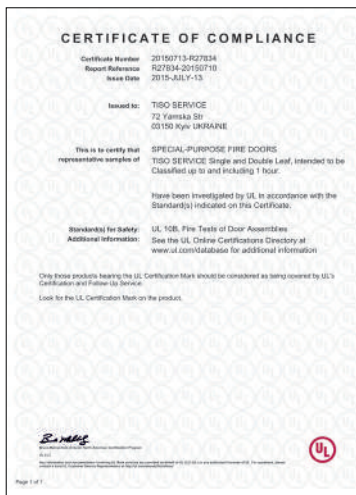 CERTIFICATE OF COMPLIANCE
Certificate Number 20150713-R27834
Report Reference R27834-20150710
Issue Date 2015-JULY-13
Issued to: TISO SERVICE
72 Yamska Str
03150 Kyiv UKRAINE
This is to certify that SPECIAL-PURPOSE FIRE DOORS
representative samples of TISO SERVICE Single and Double Leaf, intended to be
Classified up to and including 1 hour.
Have been investigated by UL in accordance with the
Standard(s) indicated on this Certificate.
Standard(s) for Safety: UL 10B, Fire Tests of Door Assemblies
Additional Information: See the UL Online Certifications Directory at
www.ul.com/database for additional information
Only those products bearing the UL Certification Mark should be considered as being covered by UL's
Certification and Follow-Up Service.
Look for the UL Certification Mark on the product.
UL
Page 1 of 1